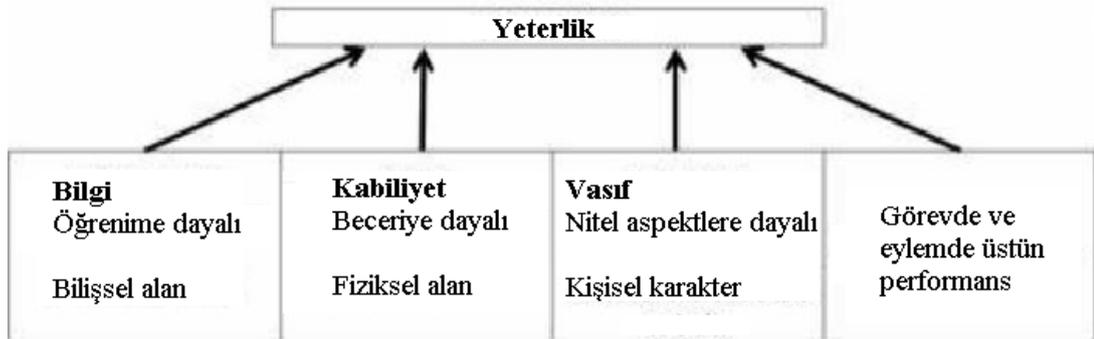 Yeterlik
Bilgi
Öğrenime dayalı
Bilişsel alan
Kabiliyet
Beceriye dayalı
Fiziksel alan
Vasıf
Nitel aspektlere dayalı
Kişisel karakter
Görevde ve
eylemde üstün
performans